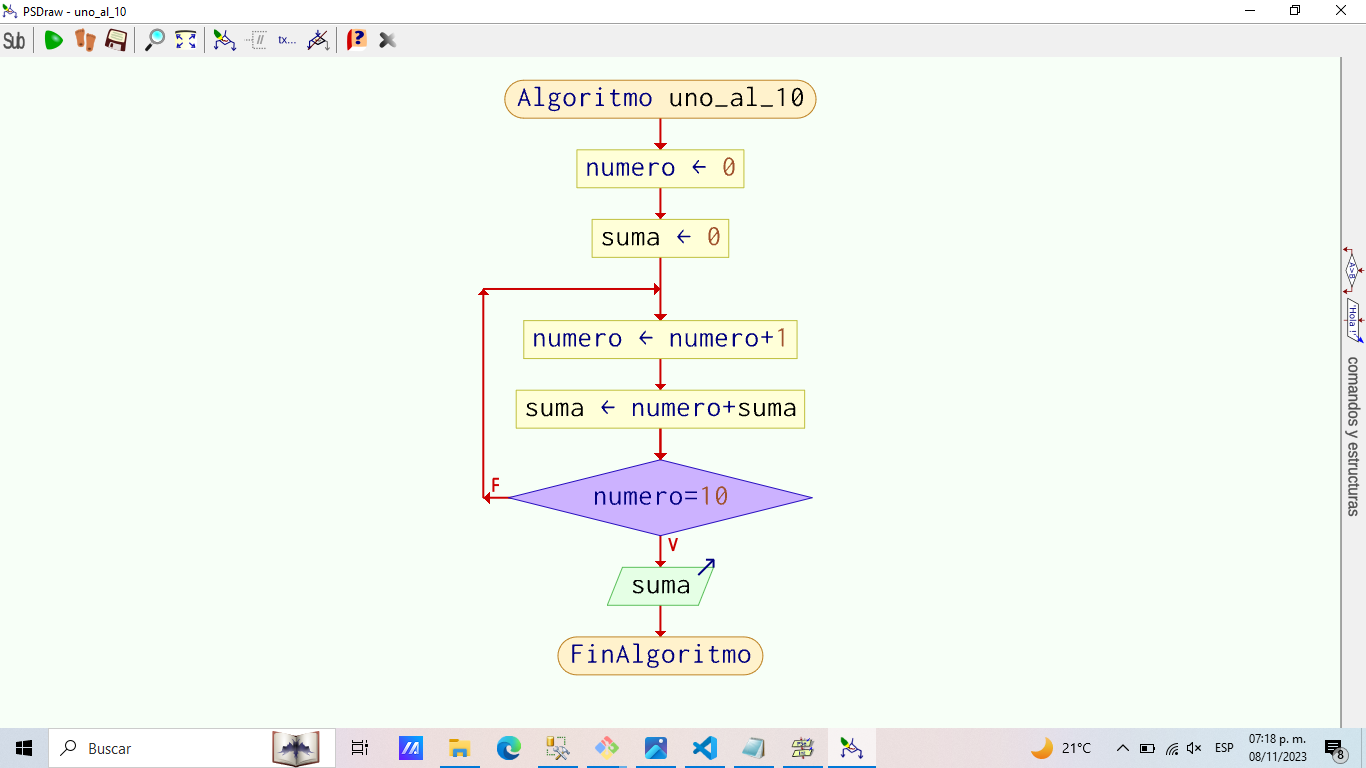 PSDraw - uno_al_10
Sub
tx...
?
Algoritmo uno_al_10
numero ← 0
suma ← 0
numero ← numero+1
suma ← numero+suma
F
numero=10
V
suma
FinAlgoritmo
A>B
"Hola !"
comandos y estructuras
Buscar
21°C
ESP
07:18 p. m.
08/11/2023
8